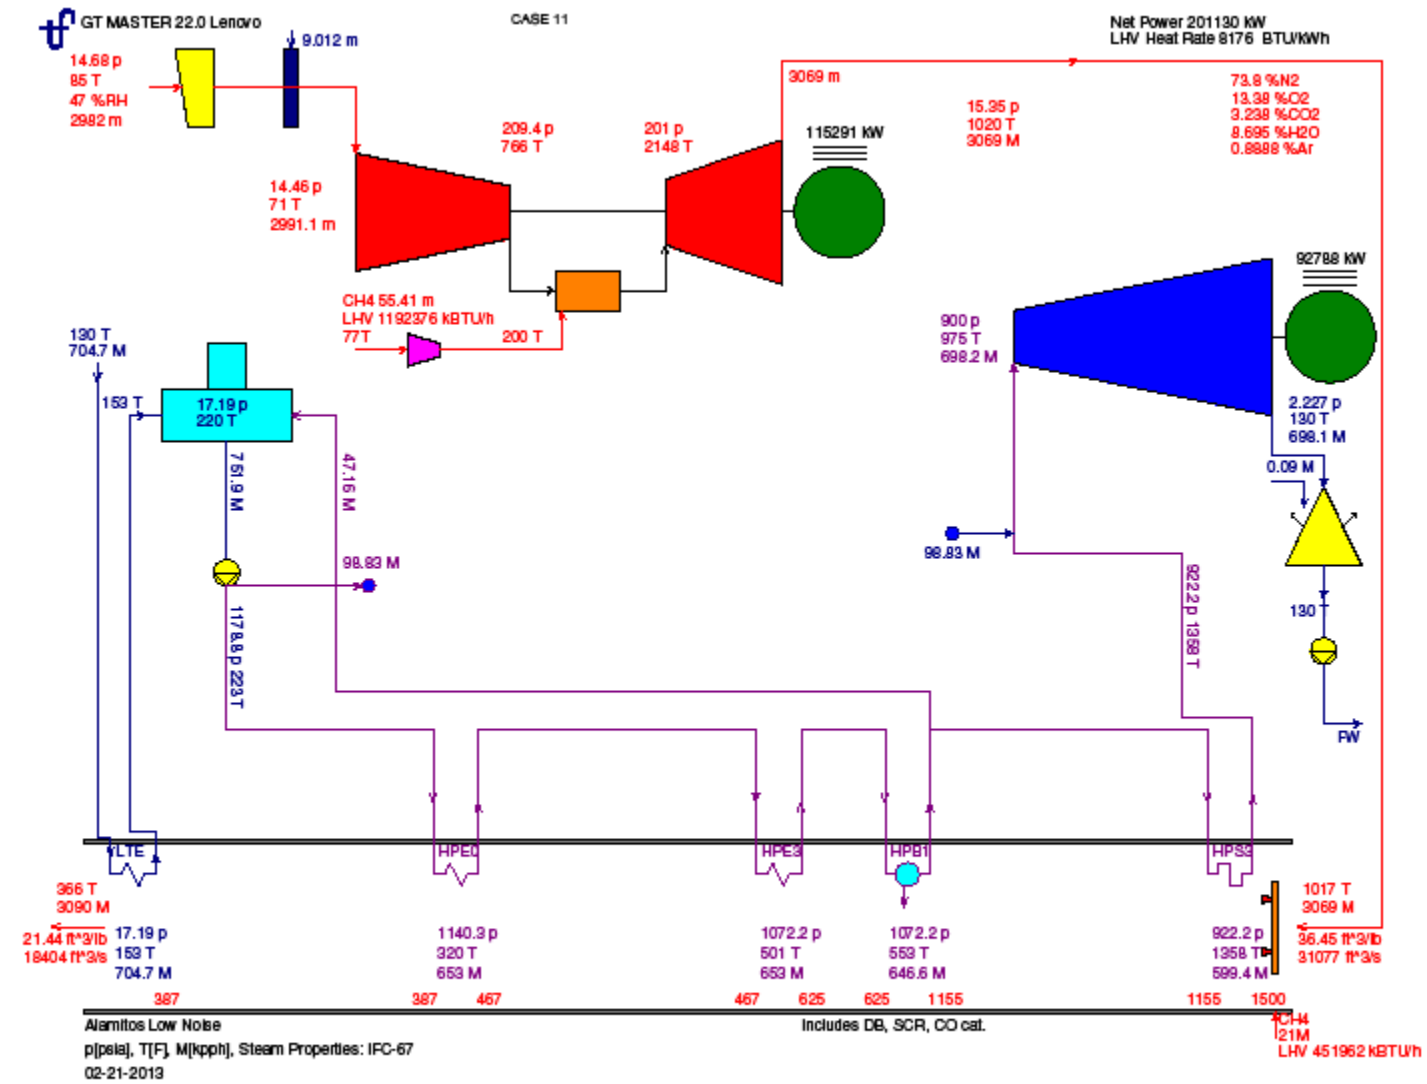 GT MASTER 22.0 Lenovo
CASE 11
Net Power 201130 kW
LHV Heat Rate 8176 BTU/kWh
14.68 p
85 T
47 %RH
2982 m
9.012 m
3069 m
73.8 %N2
13.38 %O2
3.238 %CO2
8.695 %H2O
0.8888 %Ar
15.35 p
1020 T
3069 M
209.4 p
766 T
201 p
2148 T
115291 kW
14.46 p
71 T
2991.1 m
CH4 55.41 m
LHV 1192376 kBTU/h
77T
200 T
92788 kW
900 p
975 T
698.2 M
130 T
704.7 M
153 T
17.19 p
220 T
2.227 p
130 T
698.1 M
0.09 M
751.9 M
47.16 M
98.83 M
98.83 M
922.2 p 1358 T
130 T
1178.8 p 223 T
FW
LTE
HPE0
HPE3
HPB1
HPS3
366 T
3090 M
21.44 ft^3/lb
18404 ft^3/s
17.19 p
153 T
704.7 M
1140.3 p
320 T
653 M
1072.2 p
501 T
653 M
1072.2 p
553 T
646.6 M
922.2 p
1358 T
599.4 M
1017 T
3069 M
36.45 ft^3/lb
31077 ft^3/s
387
387
467
467
625
625
1155
1155
1500
Alamitos Low Noise
Includes DB, SCR, CO cat.
CH4
21M
LHV 451962 kBTU/h
p[psia], T[F], M[kpph], Steam Properties: IFC-67
02-21-2013